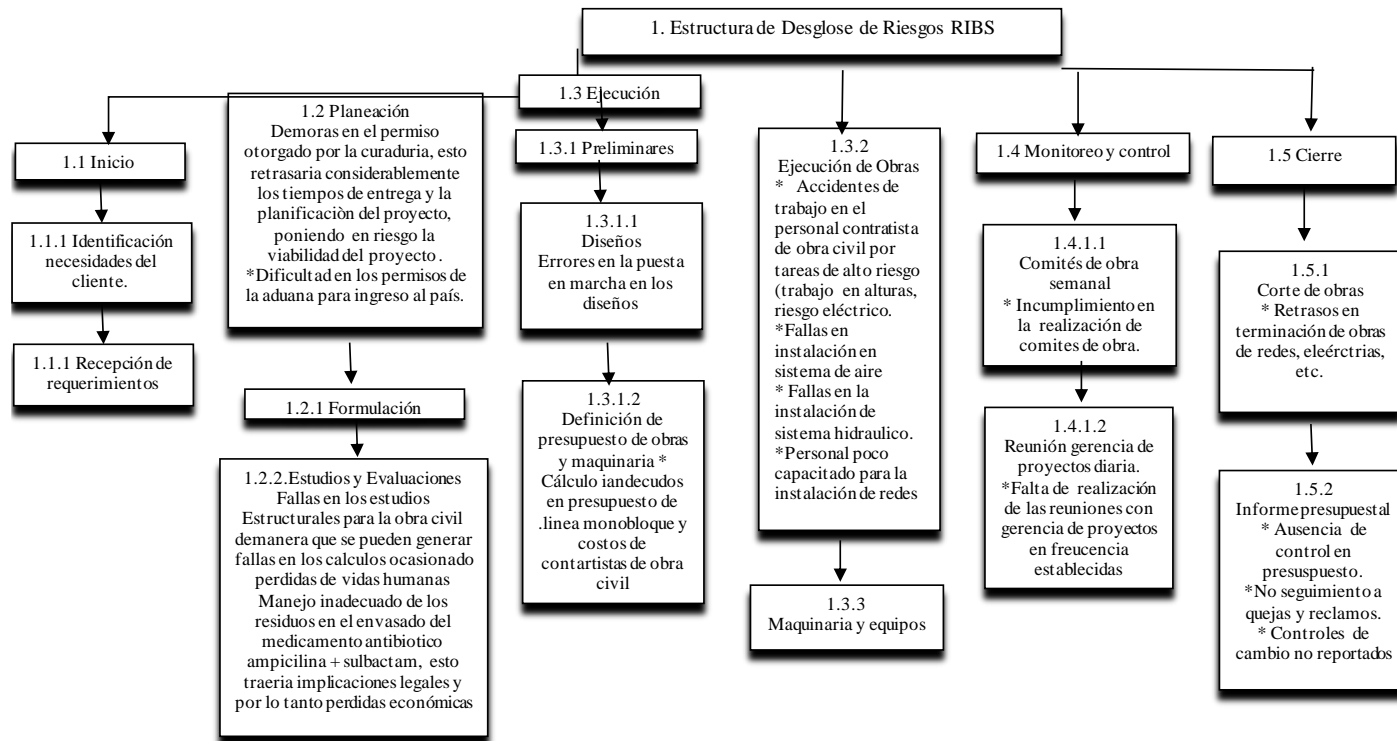 1. Estructura de Desglose de Riesgos RIBS
1.1 Inicio
1.1.1 Identificación
necesidades del
cliente.
1.1.1 Recepción de
requerimientos
1.2 Planeación
Demoras en el permiso
otorgado por la curaduria, esto
retrasaria considerablemente
los tiempos de entrega y la
planificaciòn del proyecto,
poniendo en riesgo la
viabilidad del proyecto .
*Dificultad en los permisos de
la aduana para ingreso al país.
1.2.1 Formulación
1.2.2.Estudios y Evaluaciones
Fallas en los estudios
Estructurales para la obra civil
demanera que se pueden generar
fallas en los calculos ocasionado
perdidas de vidas humanas
Manejo inadecuado de los
residuos en el envasado del
medicamento antibiotico
ampicilina + sulbactam, esto
traeria implicaciones legales y
por lo tanto perdidas económicas
1.3 Ejecución
1.3.1 Preliminares
1.3.1.1
Diseños
Errores en la puesta
en marcha en los
diseños
1.3.1.2
Definición de
presupuesto de obras
y maquinaria *
Cálculo iandecudos
en presupuesto de
.linea monobloque y
costos de
contartistas de obra
civil
1.3.2
Ejecución de Obras
* Accidentes de
trabajo en el
personal contratista
de obra civil por
tareas de alto riesgo
(trabajo en alturas,
riesgo eléctrico.
*Fallas en
instalación en
sistema de aire
* Fallas en la
instalación de
sistema hidraulico.
*Personal poco
capacitado para la
instalación de redes
1.3.3
Maquinaria y equipos
1.4 Monitoreo y control
1.4.1.1
Comités de obra
semanal
* Incumplimiento en
la realización de
comites de obra.
1.4.1.2
Reunión gerencia de
proyectos diaria.
*Falta de realización
de las reuniones con
gerencia de proyectos
en freucencia
establecidas
1.5 Cierre
1.5.1
Corte de obras
* Retrasos en
terminación de obras
de redes, eleérctrias,
etc.
1.5.2
Informe presupuestal
* Ausencia de
control en
presuspuesto.
*No seguimiento a
quejas y reclamos.
* Controles de
cambio no reportados